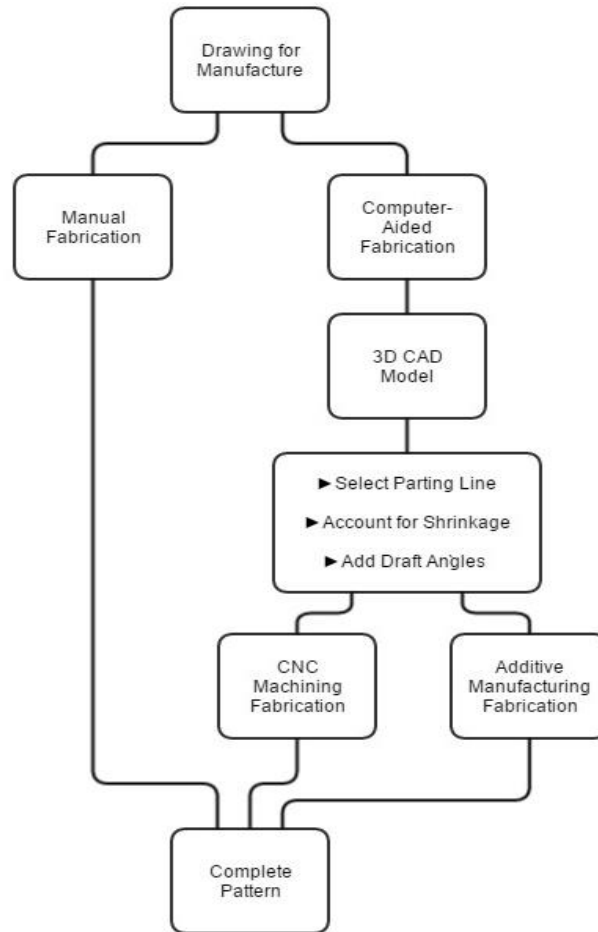 Drawing for
Manufacture
Manual
Fabrication
Computer-
Aided
Fabrication
3D CAD
Model
►Select Parting Line
►Account for Shrinkage
►Add Draft Angles
CNC
Machining
Fabrication
Additive
Manufacturing
Fabrication
Complete
Pattern